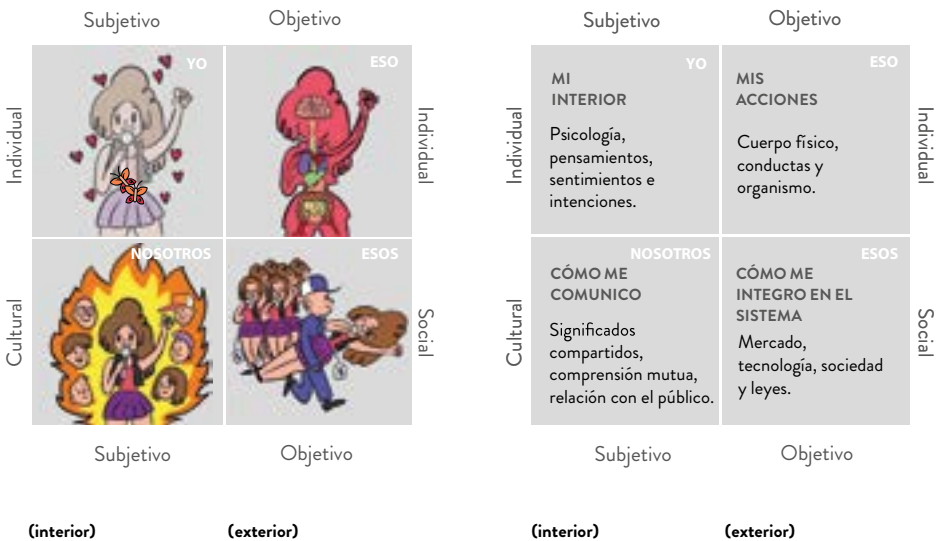 Subjetivo
Objetivo
Individual
YO
ESO
Individual
Cultural
NOSOTROS
ESOS
Social
Subjetivo
Objetivo
(interior)
(exterior)
Subjetivo
Objetivo
Individual
YO
MI
INTERIOR
Psicología,
pensamientos,
sentimientos e
intenciones.
ESO
MIS
ACCIONES
Cuerpo físico,
conductas y
organismo.
Individual
Cultural
NOSOTROS
CÓMO ME
COMUNICO
Significados
compartidos,
comprensión mutua,
relación con el público.
ESOS
CÓMO ME
INTEGRO EN EL
SISTEMA
Mercado,
tecnología, sociedad
y leyes.
Social
Subjetivo
Objetivo
(interior)
(exterior)